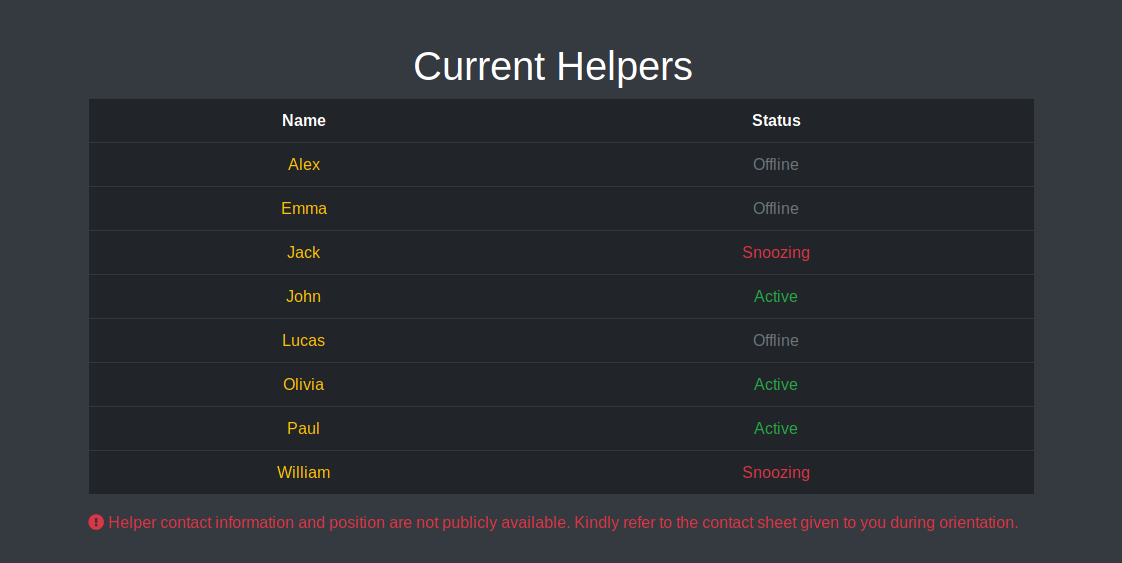 Current Helpers
Name Status
Alex Offline
Emma Offline
Jack Snoozing
John Active
Lucas Offline
Olivia Active
Paul Active
William Snoozing
Helper contact information and position are not publicly available. Kindly refer to the contact sheet given to you during orientation.